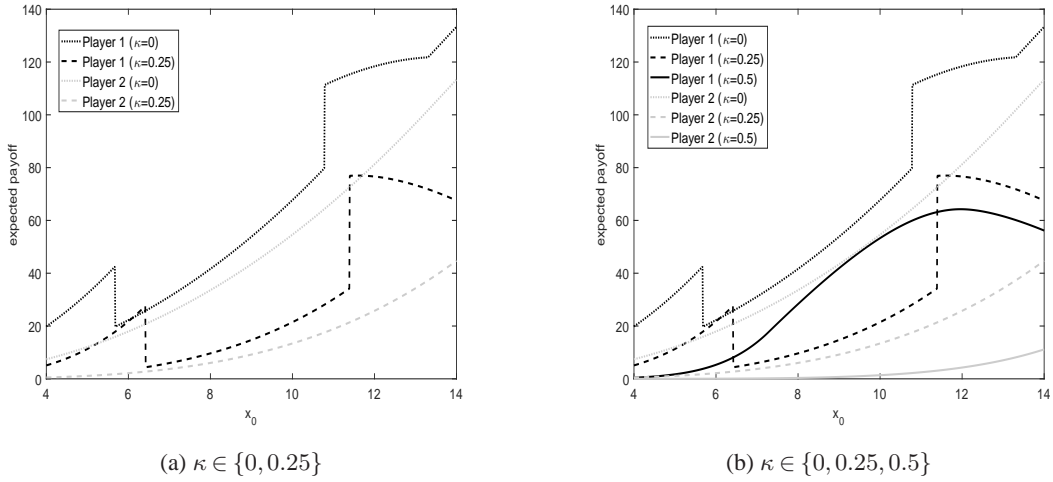 140
120
100
80
60
40
20
0
expected payoff
Player 1 (κ=0)
Player 1 (κ=0.25)
Player 2 (κ=0)
Player 2 (κ=0.25)
4 6 8 10 12 14
x₀
(a) κ ∈ {0, 0.25}
140
120
100
80
60
40
20
0
expected payoff
Player 1 (κ=0)
Player 1 (κ=0.25)
Player 1 (κ=0.5)
Player 2 (κ=0)
Player 2 (κ=0.25)
Player 2 (κ=0.5)
4 6 8 10 12 14
x₀
(b) κ ∈ {0, 0.25, 0.5}